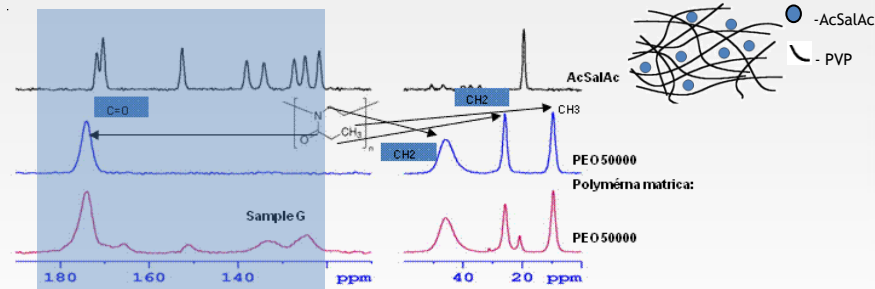 -AcSalAc
- PVP
AcSalAc
C=O
CH2
CH3
N
O
CH3
n
CH2
PEO 50000
Polymérna matrica:
Sample G
PEO 50000
180 160 140 ppm 40 20 ppm